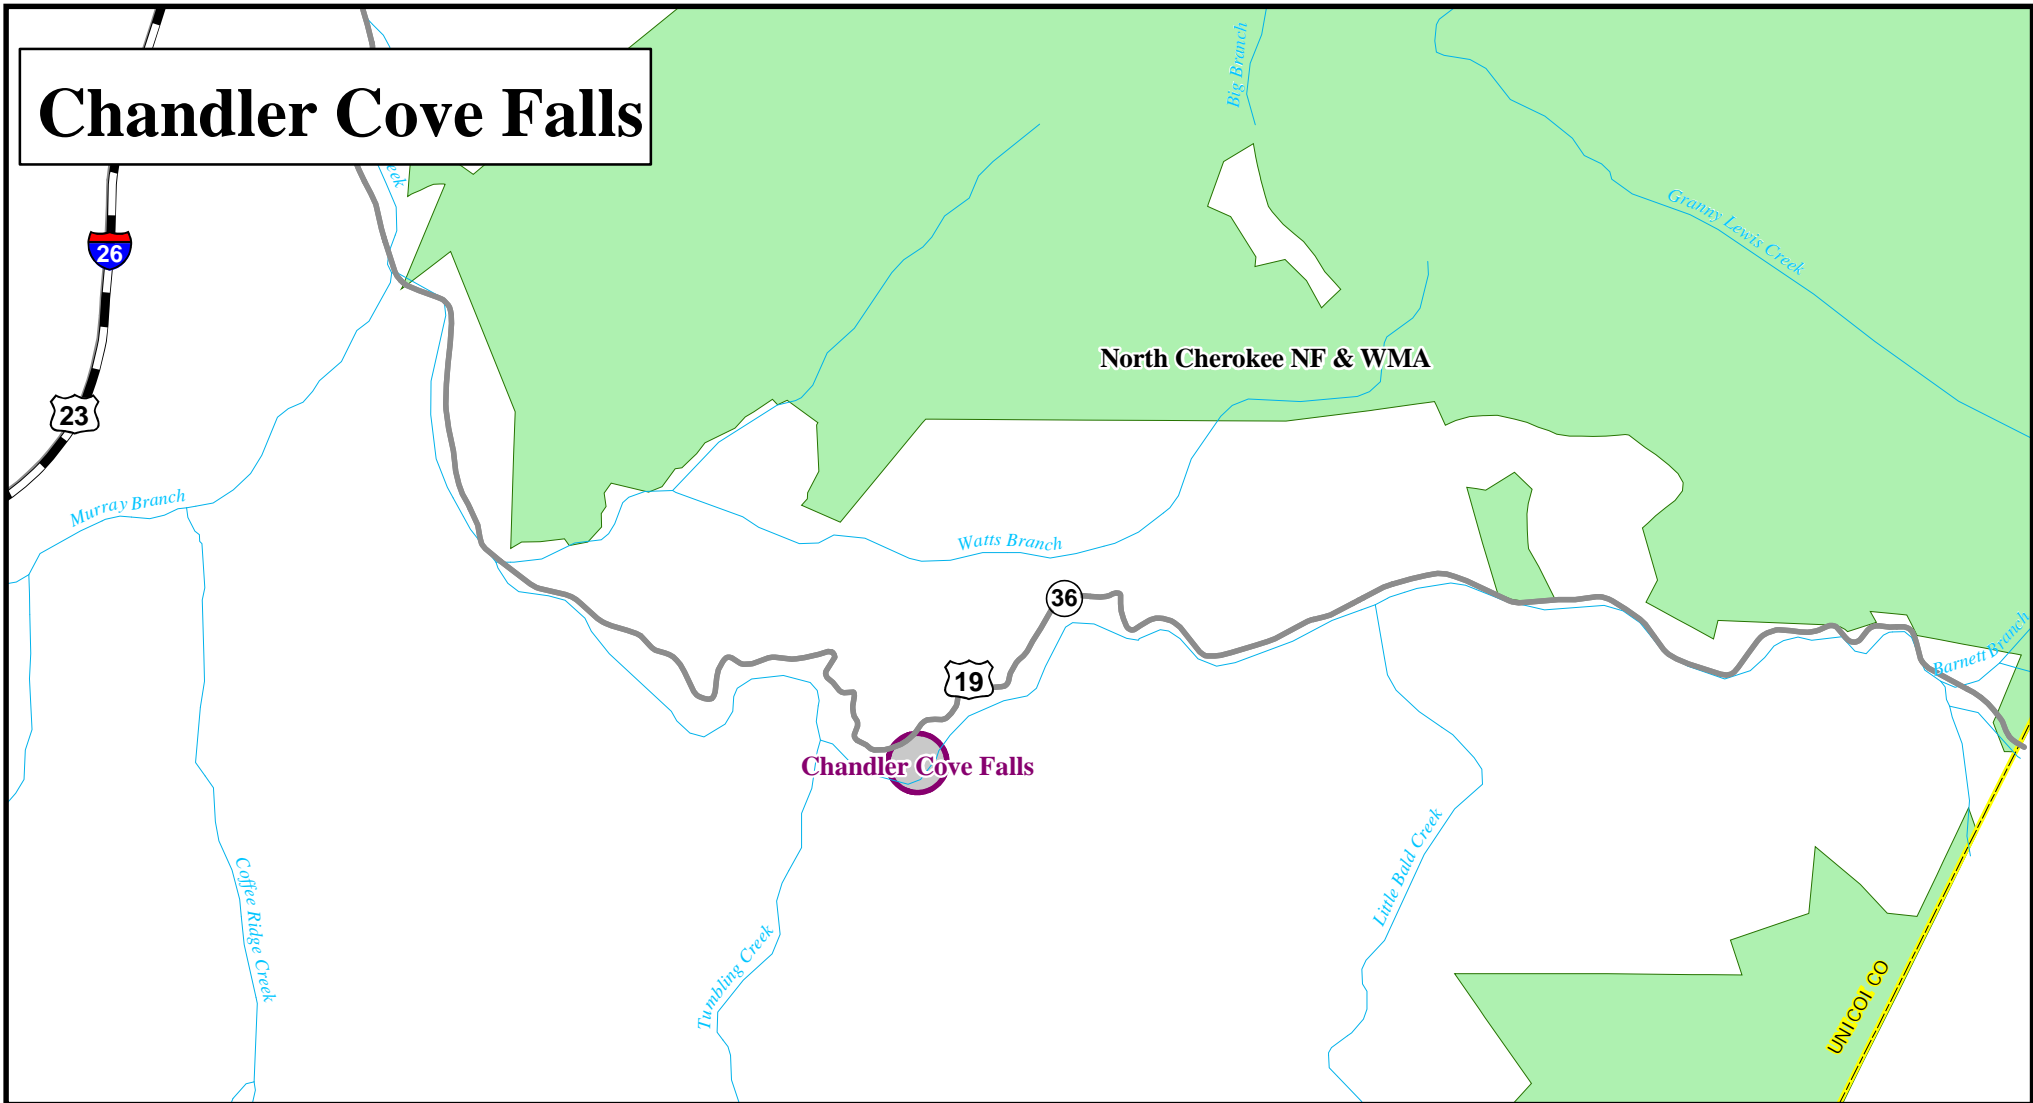 Chandler Cove Falls
Big Branch
eek
Granny Lewis Creek
26
North Cherokee NF & WMA
23
Murray Branch
Watts Branch
36
Barnett Branch
19
Chandler Cove Falls
Little Bald Creek
Coffee Ridge Creek
Tumbling Creek
UNICOI CO